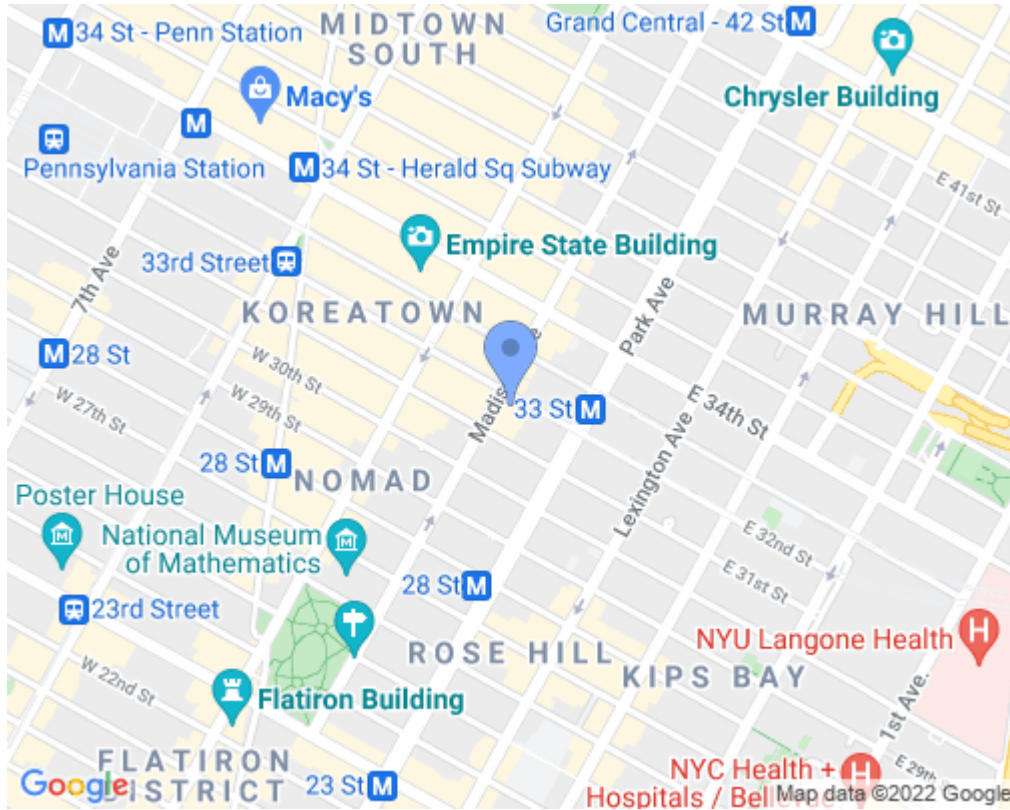 34 St - Penn Station
MIDTOWN
SOUTH
Grand Central - 42 St
Macy's
Chrysler Building
Pennsylvania Station
34 St - Herald Sq Subway
E 41st St
Empire State Building
33rd Street
7th Ave
KOREATOWN
Park Ave
MURRAY HILL
28 St
W 30th St
W 27th St
W 29th St
33 St
E 34th St
28 St
NOMAD
Lexington Ave
Poster House
National Museum
of Mathematics
E 32nd St
E 31st St
28 St
23rd Street
NYU Langone Health
ROSE HILL
W 22nd St
KIPS BAY
Flatiron Building
1st Ave.
FLATIRON
DISTRICT
E 29th St
23 St
NYC Health +
Hospitals /
Google
Map data ©2022 Google